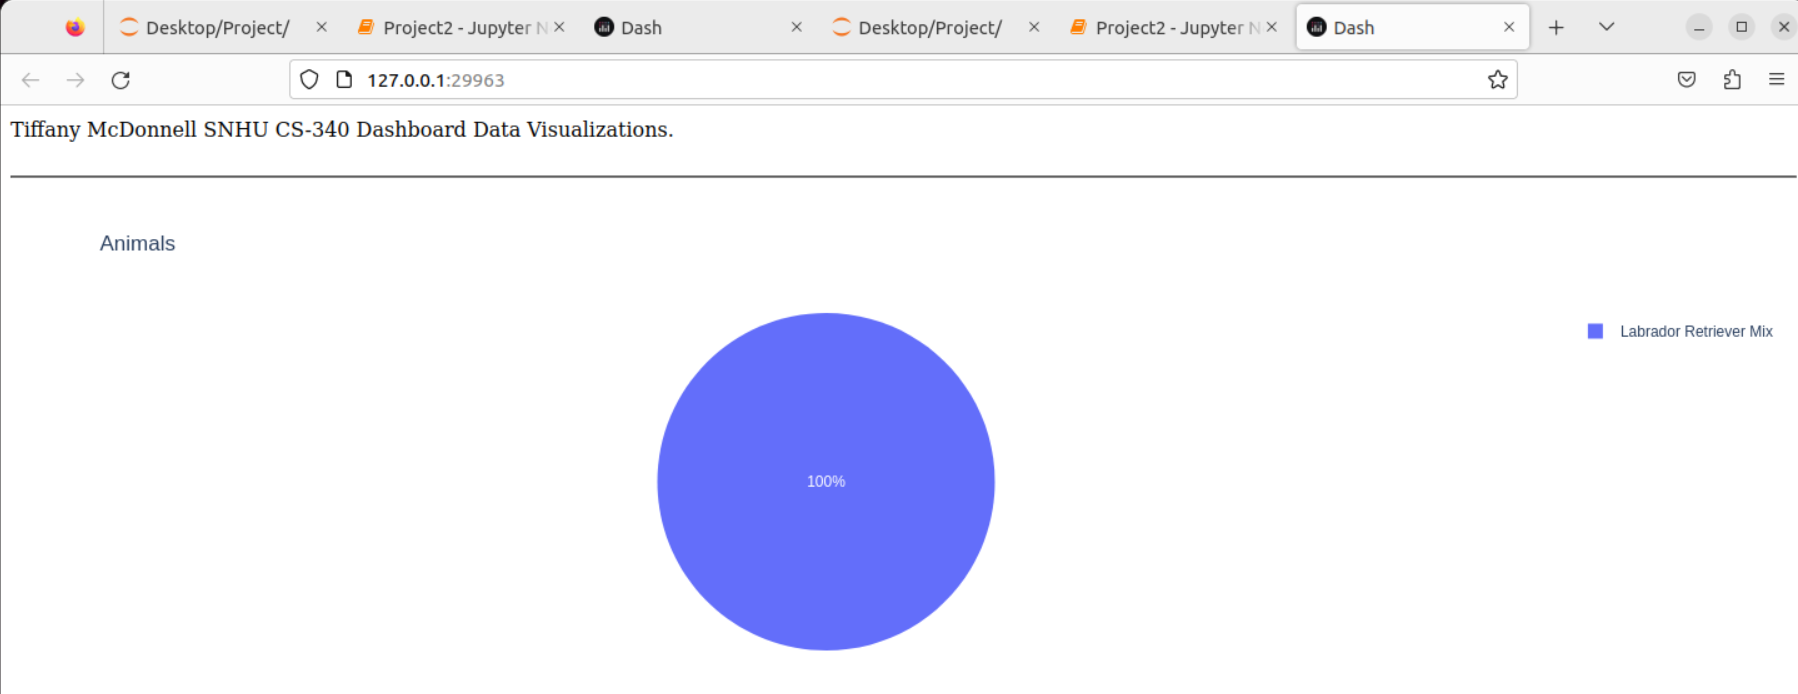 Desktop/Project/
Project2 - Jupyter N
Dash
Desktop/Project/
Project2 - Jupyter N
Dash
127.0.0.1:29963
Tiffany McDonnell SNHU CS-340 Dashboard Data Visualizations.
Animals
Labrador Retriever Mix
100%